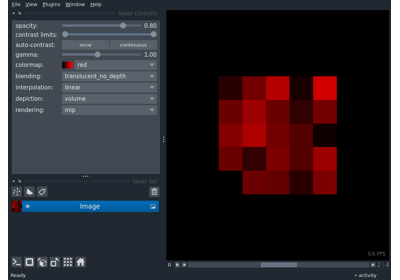 File View Plugins Window Help
layer controls
opacity: 0.80
contrast limits:
auto-contrast: once continuous
gamma: 1.00
colormap: red
blending: translucent_no_depth
interpolation: linear
depiction: volume
rendering: mip
layer list
Image
0.6 FPS
0 2 4
Ready activity